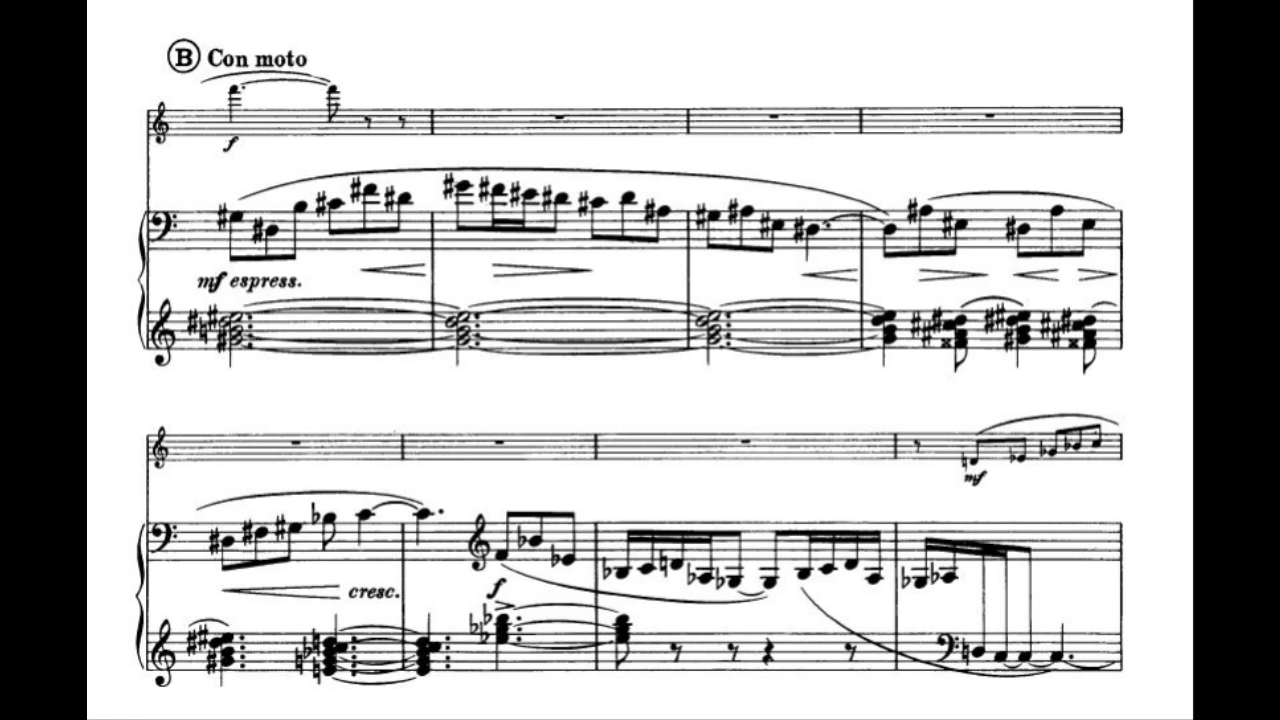 B Con moto
f
mf espress.
mf
cresc.
f